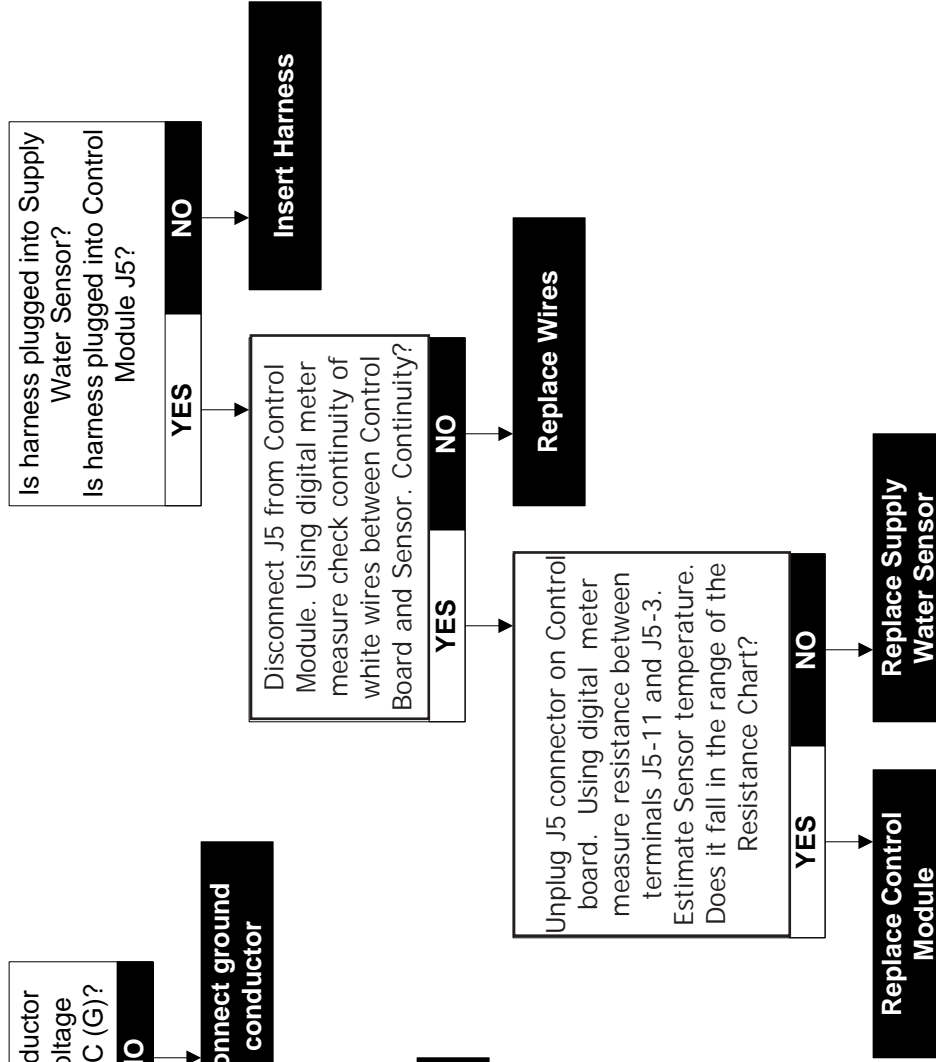 Is harness plugged into Supply
Water Sensor?
Is harness plugged into Control
Module J5?
YES
NO
Insert Harness
Disconnect J5 from Control
Module. Using digital meter
measure check continuity of
white wires between Control
Board and Sensor. Continuity?
YES
NO
Replace Wires
Unplug J5 connector on Control
board. Using digital meter
measure resistance between
terminals J5-11 and J5-3.
Estimate Sensor temperature.
Does it fall in the range of the
Resistance Chart?
YES
NO
Replace Control
Module
Replace Supply
Water Sensor
C (G)?
ground
conductor